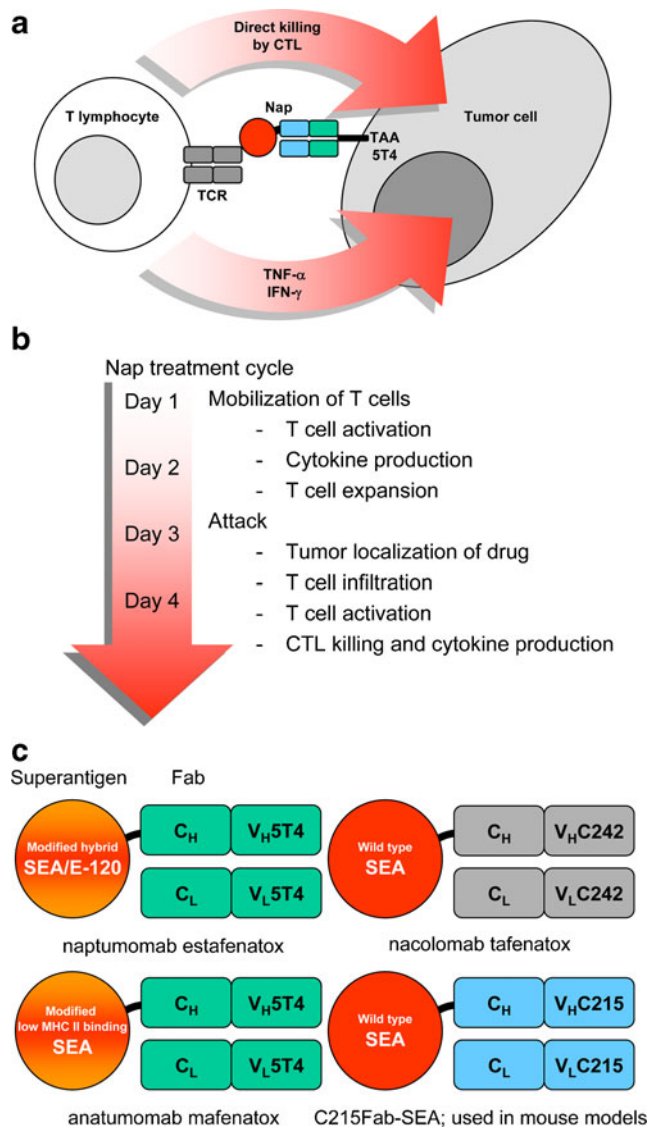 a
Direct killing
by CTL
T lymphocyte
Nap
Tumor cell
TAA
5T4
TCR
TNF-α
IFN-γ
b
Nap treatment cycle
Day 1
Mobilization of T cells
- T cell activation
Day 2
- Cytokine production
- T cell expansion
Day 3
Attack
- Tumor localization of drug
Day 4
- T cell infiltration
- T cell activation
- CTL killing and cytokine production
c
Superantigen Fab
Modified hybrid
SEA/E-120
CH VH5T4
CL VL5T4
naptumomab estafenatox
Wild type
SEA
CH VHC242
CL VLC242
nacolomab tafenatox
Modified
low MHC II binding
SEA
CH VH5T4
CL VL5T4
anatumomab mafenatox
Wild type
SEA
CH VHC215
CL VLC215
C215Fab-SEA; used in mouse models